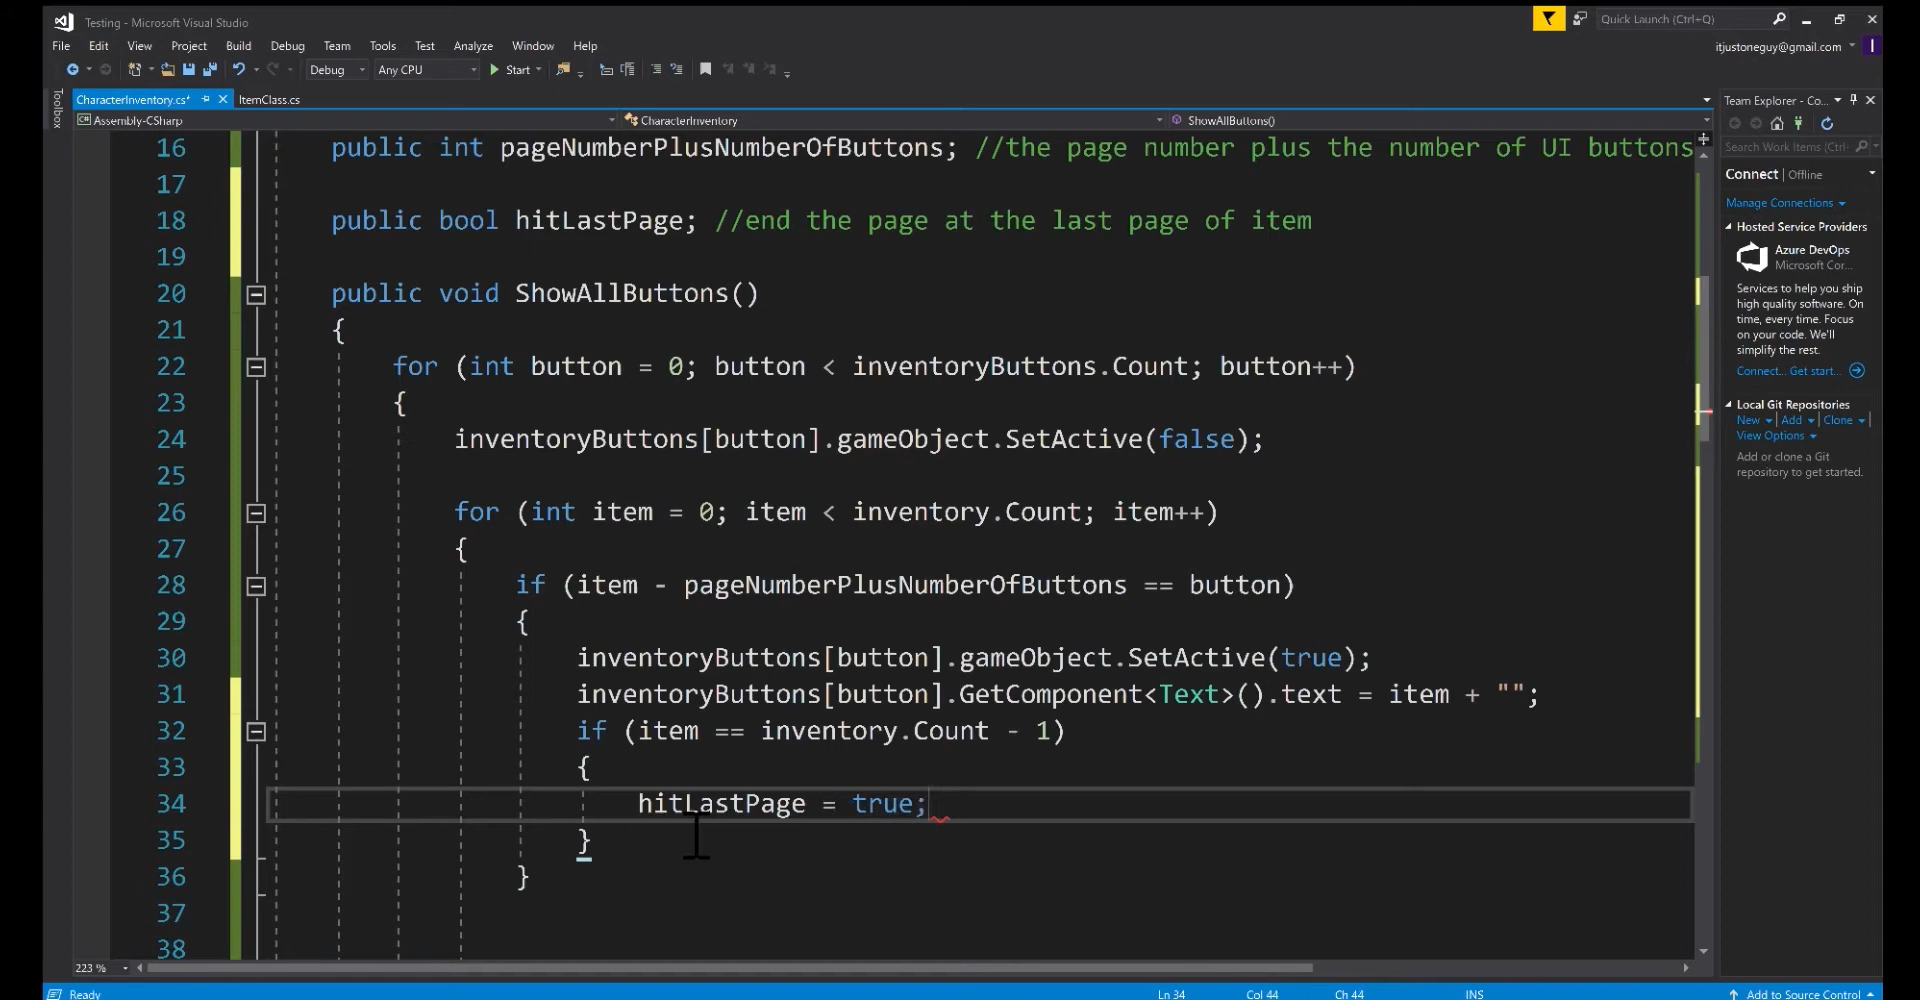 Testing - Microsoft Visual Studio
Quick Launch (Ctrl+Q)
File Edit View Project Build Debug Team Tools Test Analyze Window Help
itjustoneguy@gmail.com
I
Debug Any CPU Start
Toolbox
CharacterInventory.cs* ItemClass.cs
Assembly-CSharp CharacterInventory ShowAllButtons()
16 public int pageNumberPlusNumberOfButtons; //the page number plus the number of UI buttons
17
18 public bool hitLastPage; //end the page at the last page of item
19
20 public void ShowAllButtons()
21 {
22 for (int button = 0; button < inventoryButtons.Count; button++)
23 {
24 inventoryButtons[button].gameObject.SetActive(false);
25
26 for (int item = 0; item < inventory.Count; item++)
27 {
28 if (item - pageNumberPlusNumberOfButtons == button)
29 {
30 inventoryButtons[button].gameObject.SetActive(true);
31 inventoryButtons[button].GetComponent<Text>().text = item + "";
32 if (item == inventory.Count - 1)
33 {
34 hitLastPage = true;
35 }
36 }
37
38
223 %
Team Explorer - Co...
Search Work Items (Ctrl+
Connect | Offline
Manage Connections
Hosted Service Providers
Azure DevOps
Microsoft Cor...
Services to help you ship
high quality software. On
time, every time. Focus
on your code. We'll
simplify the rest.
Connect... Get start...
Local Git Repositories
New | Add | Clone |
View Options
Add or clone a Git
repository to get started.
Ready Ln 34 Col 44 Ch 44 INS Add to Source Control